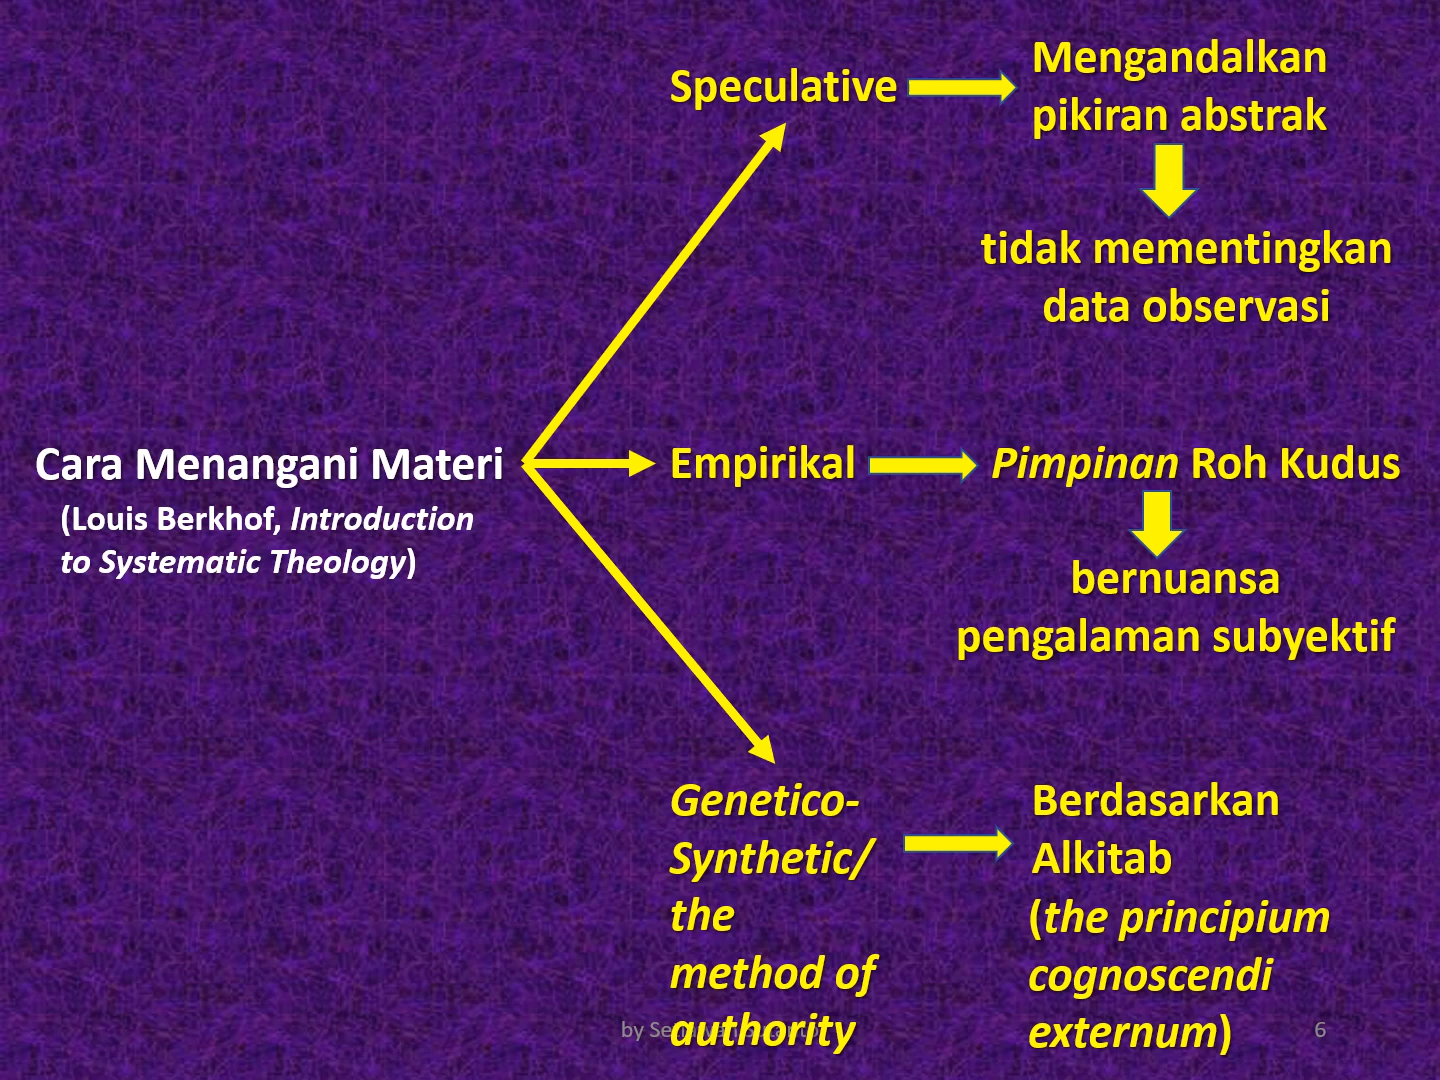 Speculative
Mengandalkan
pikiran abstrak
tidak mementingkan
data observasi
Cara Menangani Materi
(Louis Berkhof, Introduction
to Systematic Theology)
Empirikal
Pimpinan Roh Kudus
bernuansa
pengalaman subyektif
Genetico-
Synthetic/
the
method of
authority
Berdasarkan
Alkitab
(the principium
cognoscendi
externum)
by
6